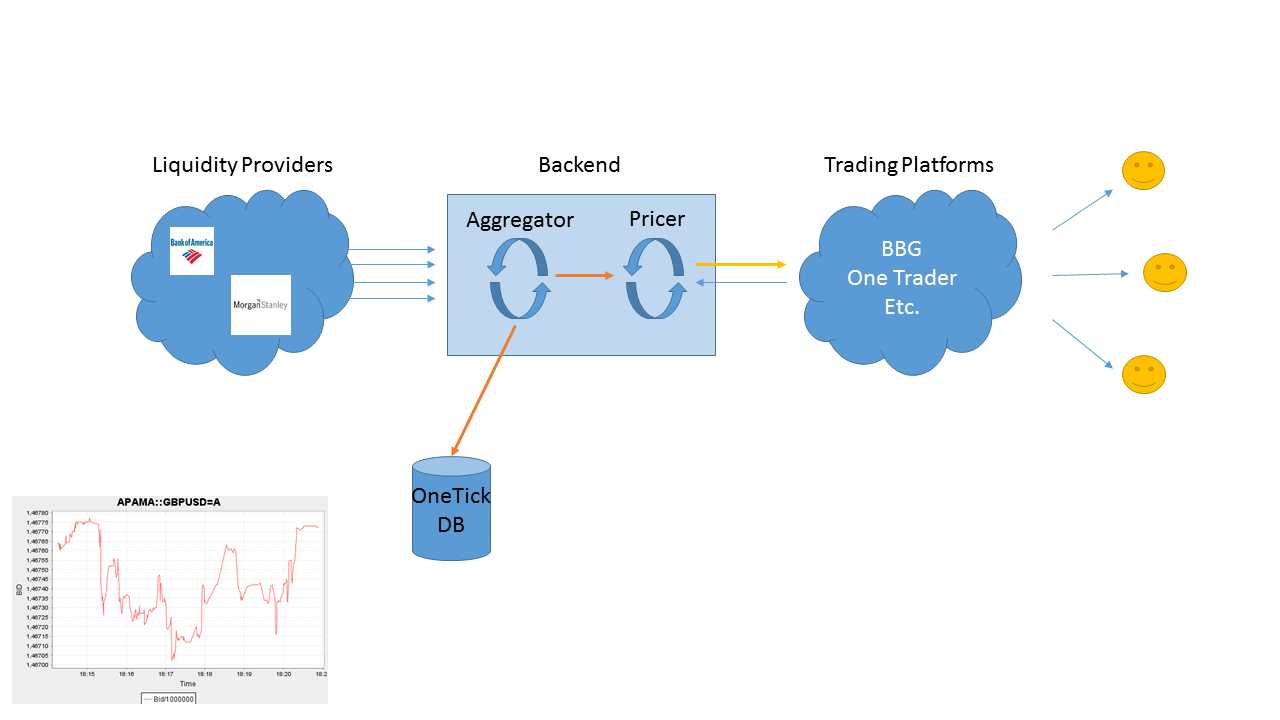 Liquidity Providers
Backend
Trading Platforms
Bank of America
MorganStanley
Aggregator
Pricer
BBG
One Trader
Etc.
OneTick
DB
APAMA::GBPUSD=A
BID
1,46780
1,46775
1,46770
1,46765
1,46760
1,46755
1,46750
1,46745
1,46740
1,46735
1,46730
1,46725
1,46720
1,46715
1,46710
1,46705
1,46700
18:15 18:16 18:17 18:18 18:19 18:20 18:2
Time
Bid/1000000